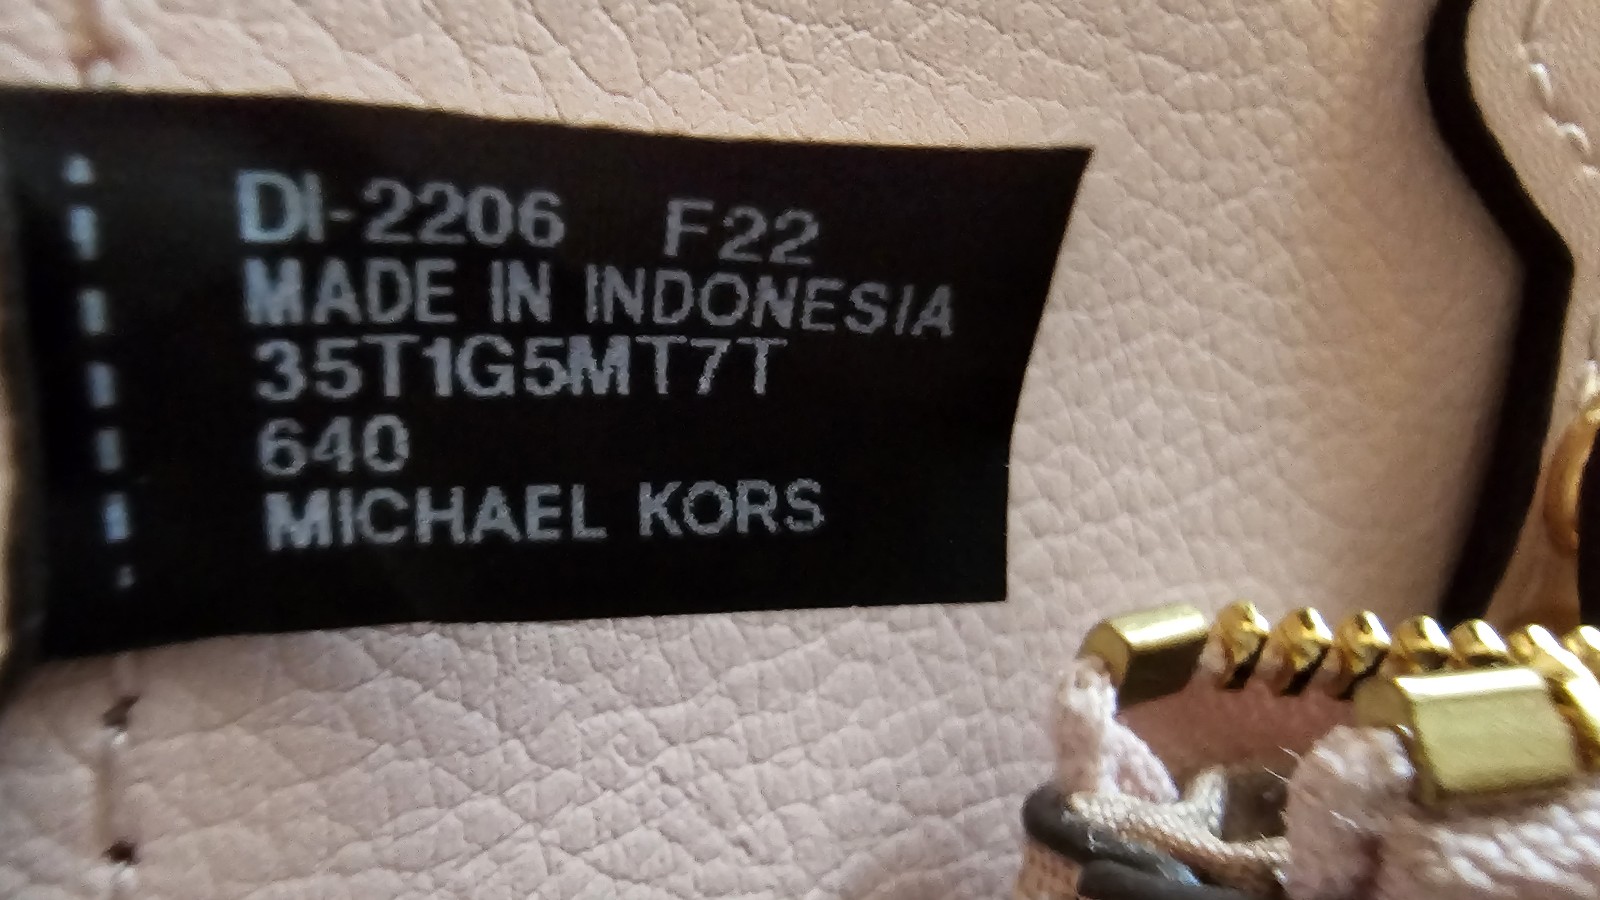 DI-2206 F22
MADE IN INDONESIA
35T1G5MT7T
640
MICHAEL KORS